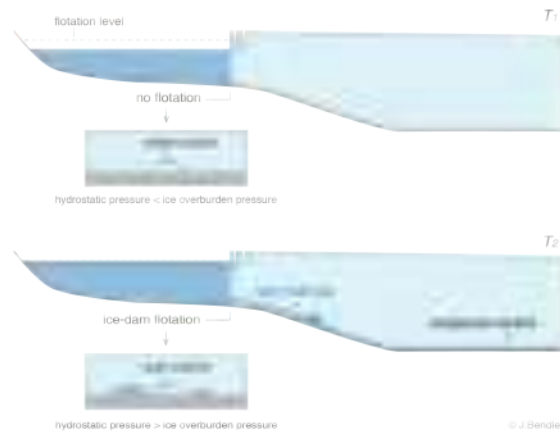 T1
flotation level
no flotation
hydrostatic pressure < ice overburden pressure
T2
ice-dam flotation
hydrostatic pressure > ice overburden pressure
© J.Bendle